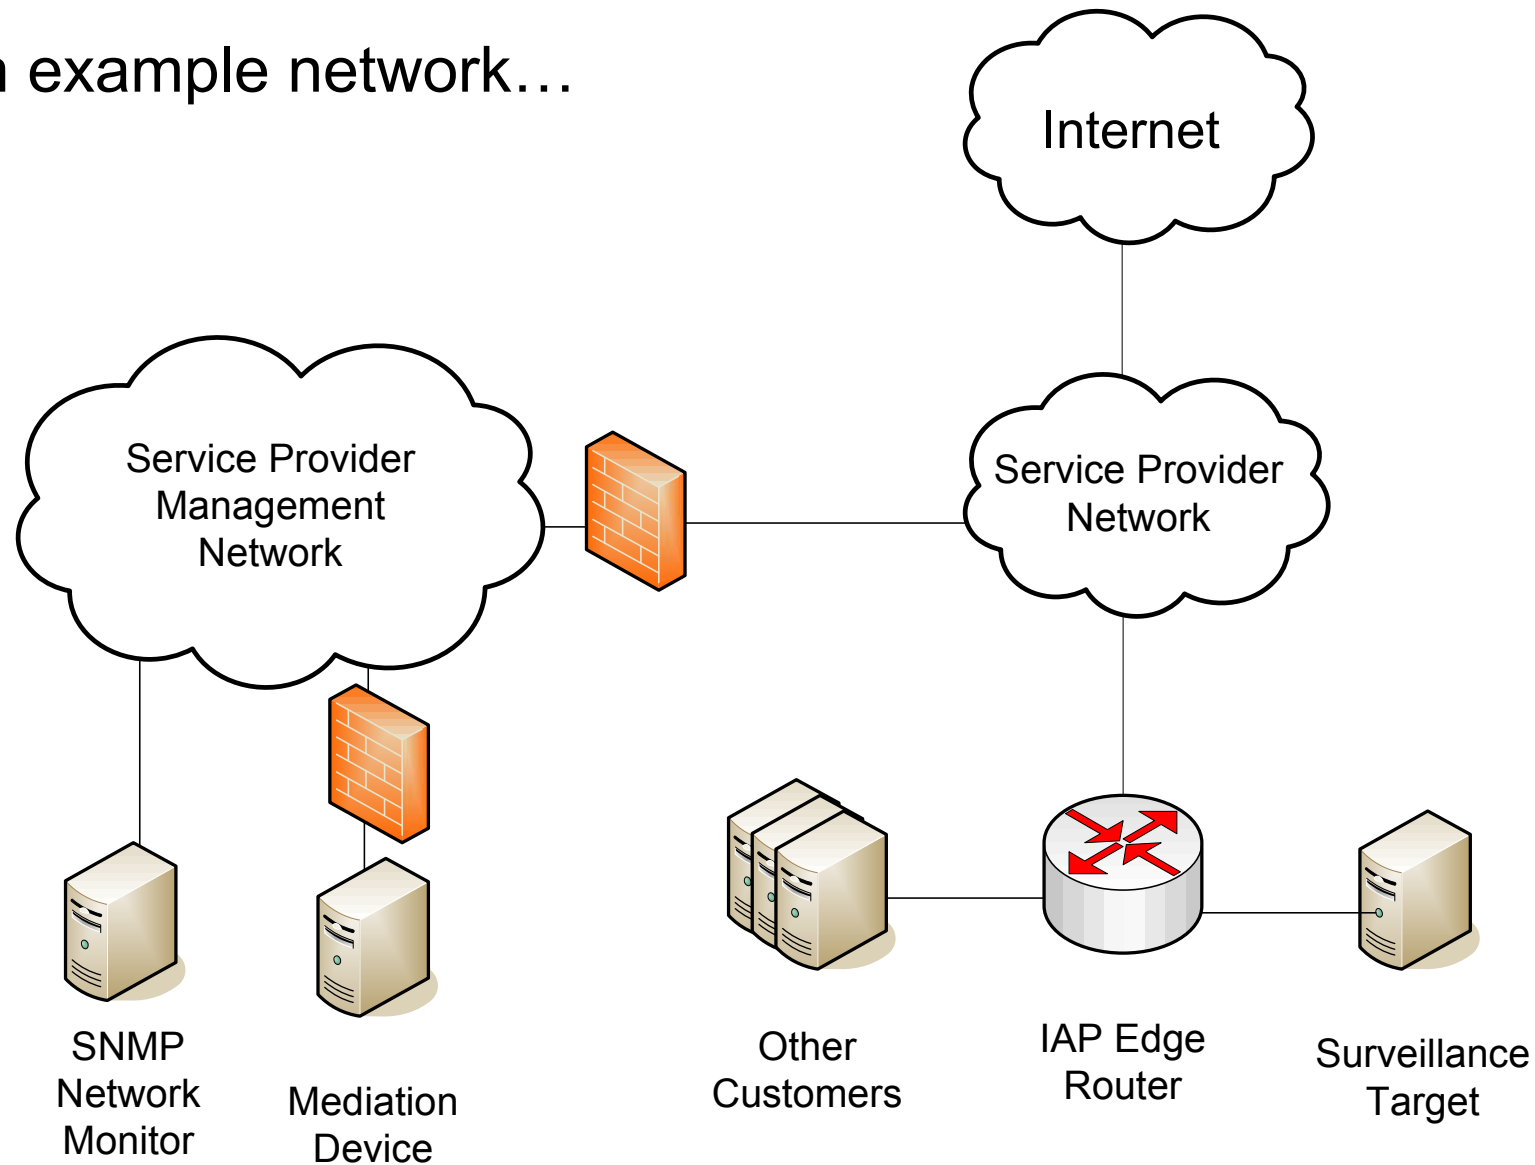 example network…
Internet
Service Provider
Management
Network
Service Provider
Network
SNMP
Network
Monitor
Mediation
Device
Other
Customers
IAP Edge
Router
Surveillance
Target